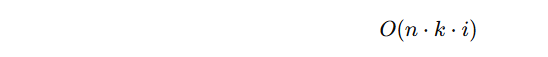 O(n · k · i)